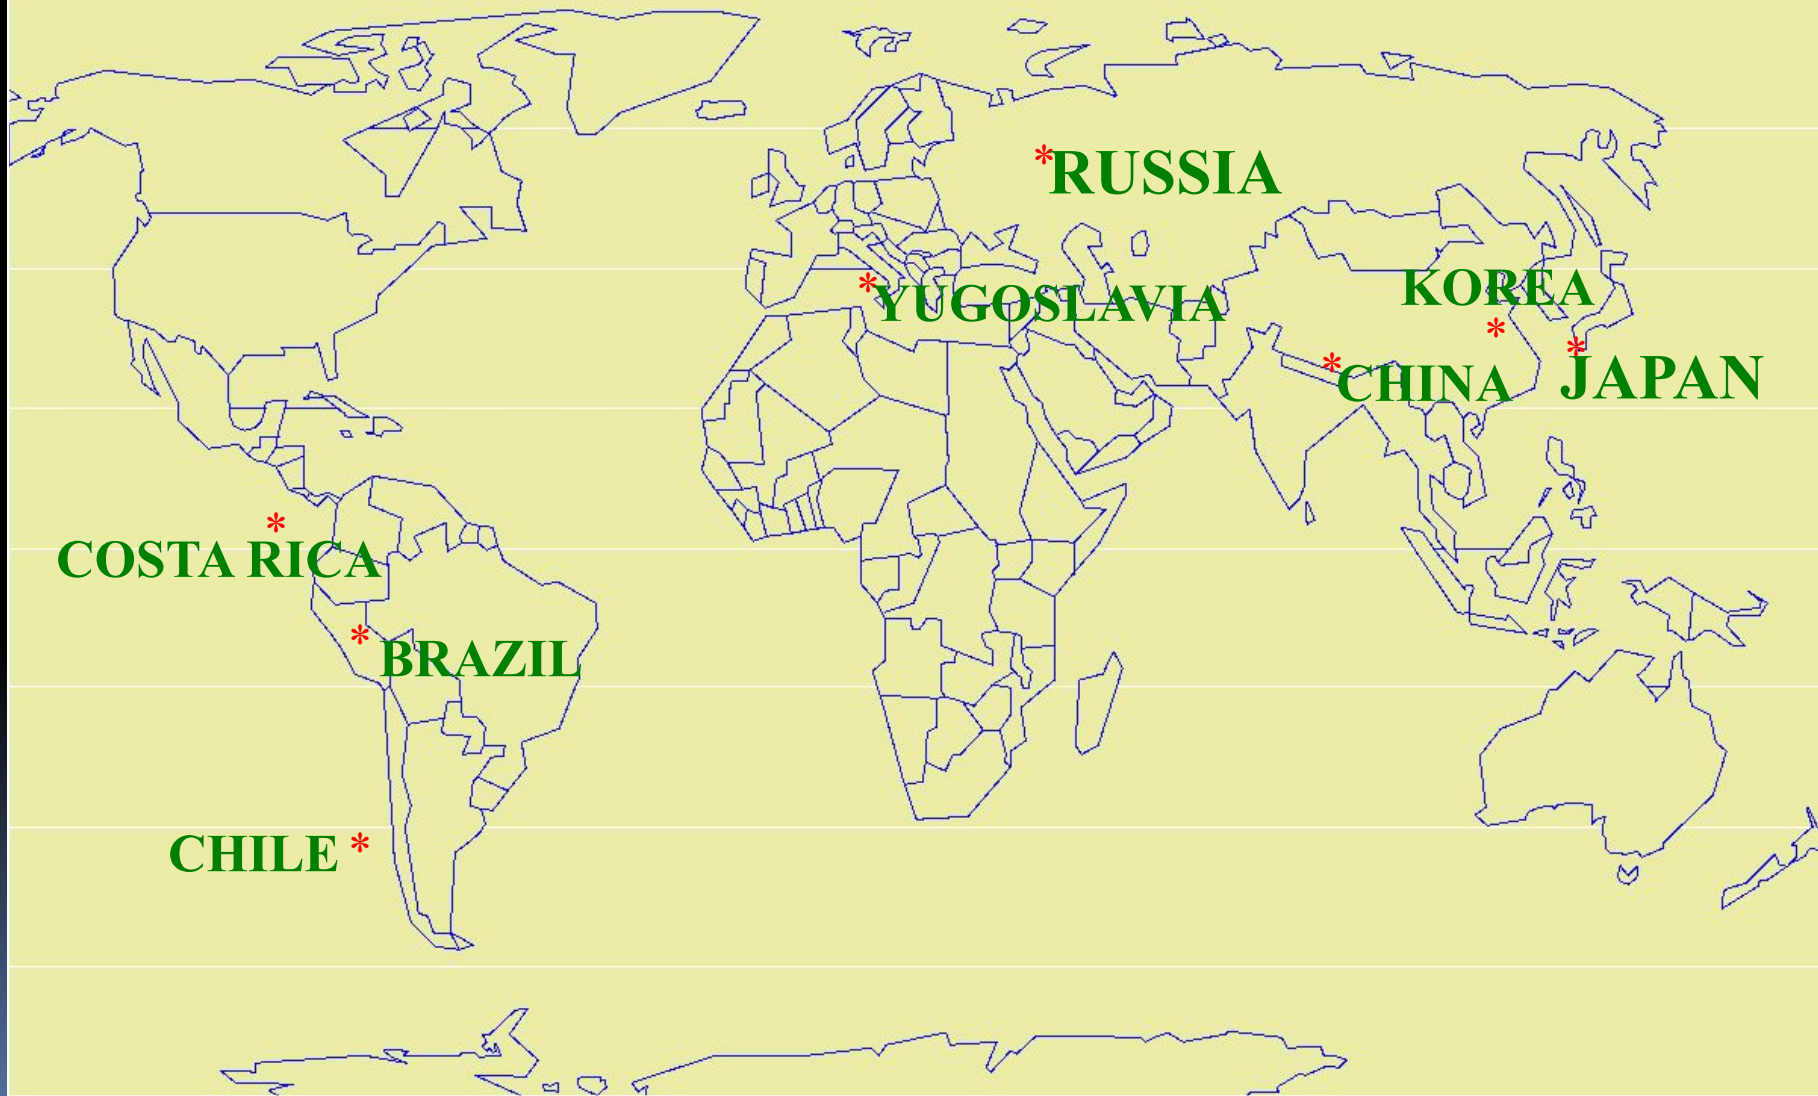 * RUSSIA
KOREA
* YUGOSLAVIA
*
* CHINA
* JAPAN
*
COSTA RICA
* BRAZIL
CHILE *